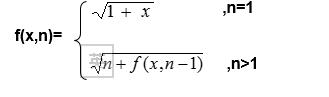 √1 + x ,n=1
f(x,n)=
√n + f (x,n−1) ,n>1